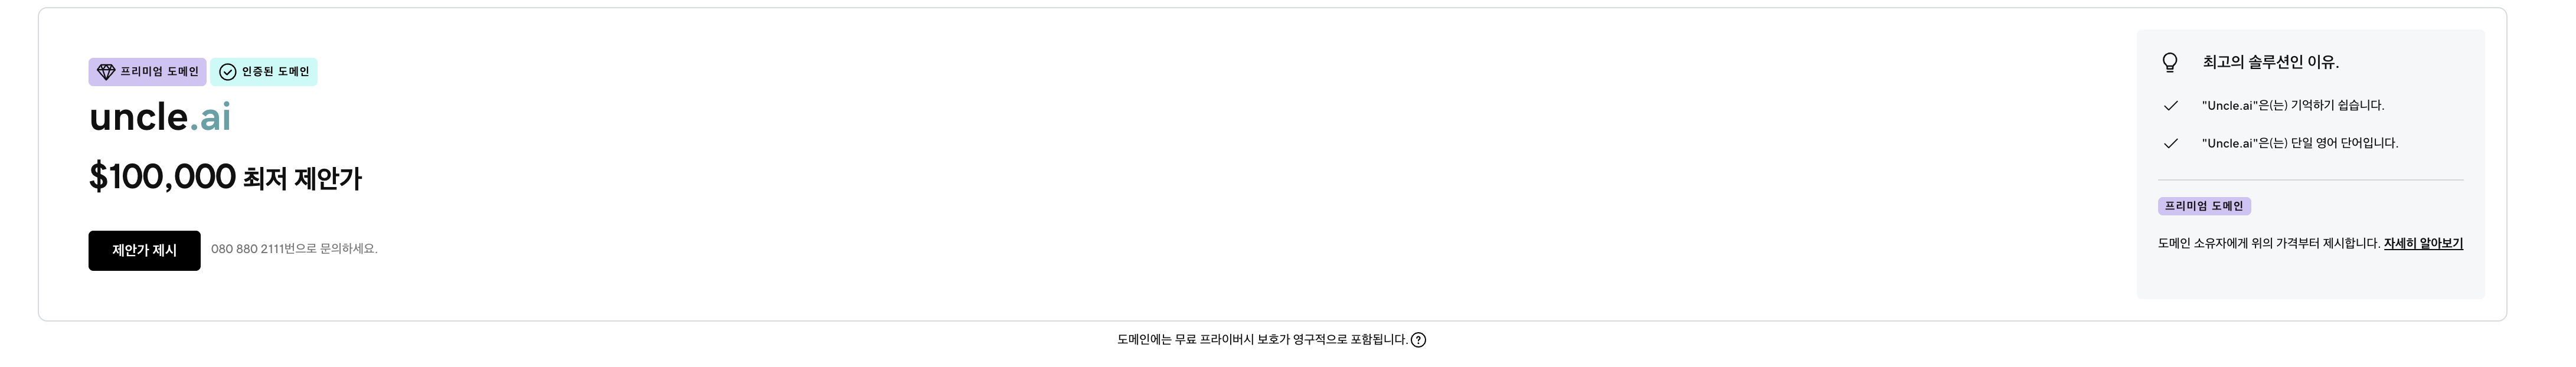 프리미엄 도메인 인증된 도메인
uncle.ai
$100,000 최저 제안가
제안가 제시 080 880 2111번으로 문의하세요.
최고의 솔루션인 이유.
"Uncle.ai"은(는) 기억하기 쉽습니다.
"Uncle.ai"은(는) 단일 영어 단어입니다.
프리미엄 도메인
도메인 소유자에게 위의 가격부터 제시합니다. 자세히 알아보기
도메인에는 무료 프라이버시 보호가 영구적으로 포함됩니다. ?